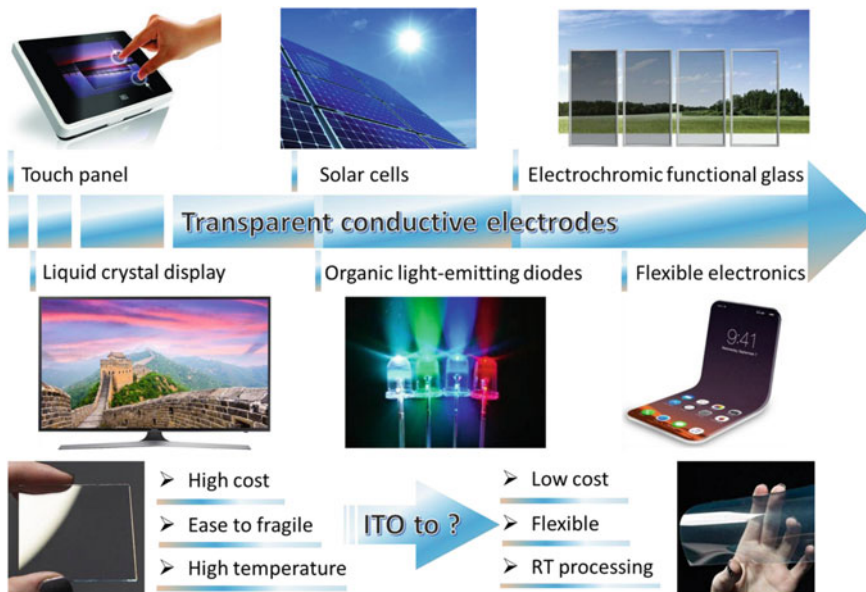 Touch panel
Solar cells
Electrochromic functional glass
Transparent conductive electrodes
Liquid crystal display
Organic light-emitting diodes
Flexible electronics
9:41
➢ High cost
➢ Ease to fragile
➢ High temperature
ITO to ?
➢ Low cost
➢ Flexible
➢ RT processing